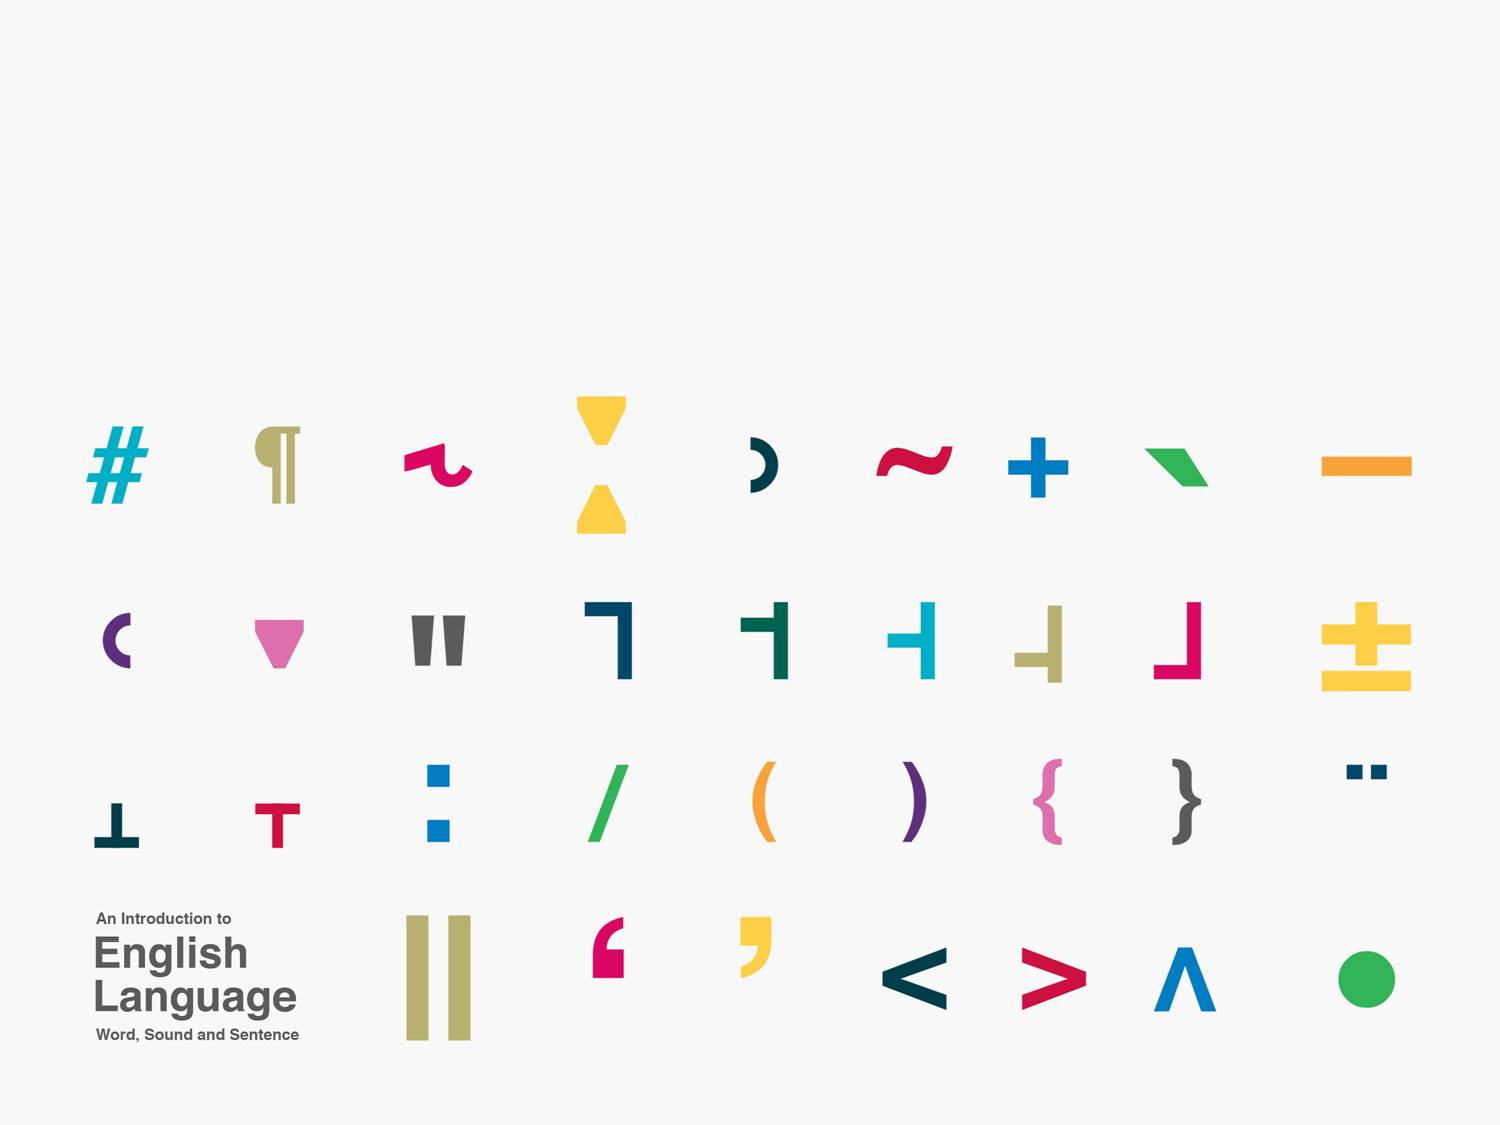 # ¶ ~ + ˋ −
" ˥ ˦ ˧ ˨ ˩ ±
: / ( ) { } ¨
An Introduction to
English
Language
Word, Sound and Sentence
‖ ‘ ’ < > ʌ ●